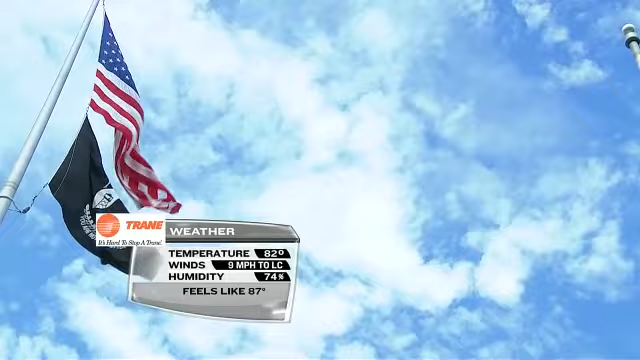 TRANE
It's Hard To Stop A Trane.
WEATHER
TEMPERATURE 82°
WINDS 9 MPH TO LC
HUMIDITY 74%
FEELS LIKE 87°